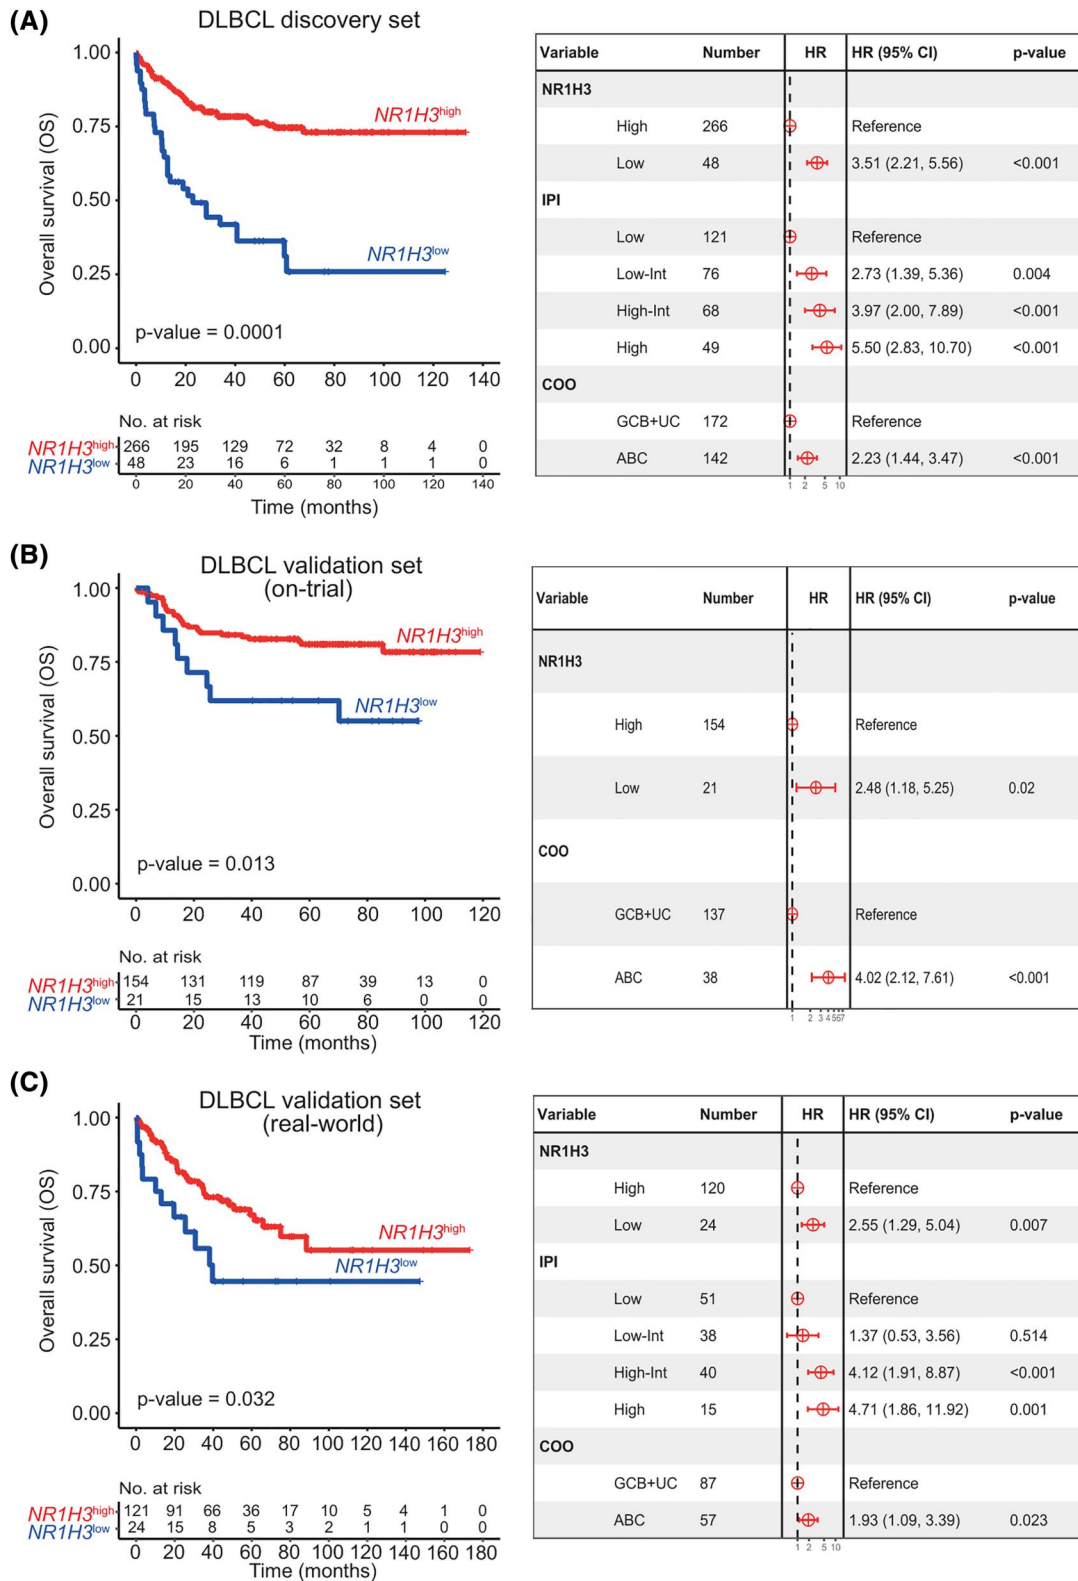 (A)
DLBCL discovery set
Overall survival (OS)
1.00
0.75
0.50
0.25
0.00
NR1H3high
NR1H3low
p-value = 0.0001
0 20 40 60 80 100 120 140
No. at risk
NR1H3high 266 195 129 72 32 8 4 0
NR1H3low 48 23 16 6 1 1 1 0
0 20 40 60 80 100 120 140
Time (months)
Variable Number HR HR (95% CI) p-value
NR1H3
High 266 Reference
Low 48 3.51 (2.21, 5.56) <0.001
IPI
Low 121 Reference
Low-Int 76 2.73 (1.39, 5.36) 0.004
High-Int 68 3.97 (2.00, 7.89) <0.001
High 49 5.50 (2.83, 10.70) <0.001
COO
GCB+UC 172 Reference
ABC 142 2.23 (1.44, 3.47) <0.001
1 2 5 10
(B)
DLBCL validation set
(on-trial)
Overall survival (OS)
1.00
0.75
0.50
0.25
0.00
NR1H3high
NR1H3low
p-value = 0.013
0 20 40 60 80 100 120
No. at risk
NR1H3high 154 131 119 87 39 13 0
NR1H3low 21 15 13 10 6 0 0
0 20 40 60 80 100 120
Time (months)
Variable Number HR HR (95% CI) p-value
NR1H3
High 154 Reference
Low 21 2.48 (1.18, 5.25) 0.02
COO
GCB+UC 137 Reference
ABC 38 4.02 (2.12, 7.61) <0.001
1 2 3 4 5 6 7
(C)
DLBCL validation set
(real-world)
Overall survival (OS)
1.00
0.75
0.50
0.25
0.00
NR1H3high
NR1H3low
p-value = 0.032
0 20 40 60 80 100 120 140 160 180
No. at risk
NR1H3high 121 91 66 36 17 10 5 4 1 0
NR1H3low 24 15 8 5 3 2 1 1 0 0
0 20 40 60 80 100 120 140 160 180
Time (months)
Variable Number HR HR (95% CI) p-value
NR1H3
High 120 Reference
Low 24 2.55 (1.29, 5.04) 0.007
IPI
Low 51 Reference
Low-Int 38 1.37 (0.53, 3.56) 0.514
High-Int 40 4.12 (1.91, 8.87) <0.001
High 15 4.71 (1.86, 11.92) 0.001
COO
GCB+UC 87 Reference
ABC 57 1.93 (1.09, 3.39) 0.023
1 2 5 10